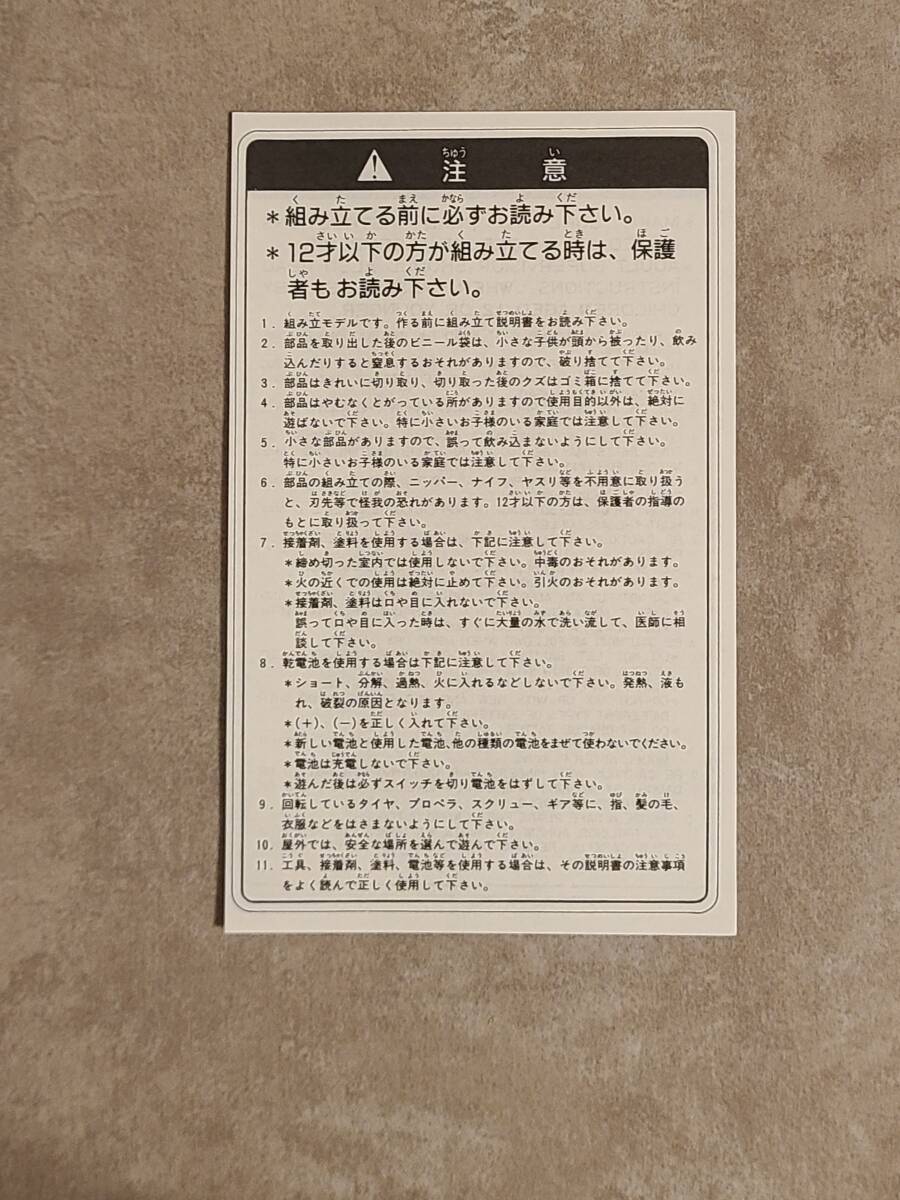 ⚠ 注意
＊組み立てる前に必ずお読み下さい。
＊12才以下の方が組み立てる時は、保護
者も お読み下さい。
1．組み立モデルです。作る前に組み立て説明書をお読み下さい。
2．部品を取り出した後のビニール袋は、小さな子供が頭から被ったり、飲み
込んだりすると窒息するおそれがありますので、破り捨てて下さい。
3．部品はきれいに切り取り、切り取った後のクズはゴミ箱に捨てて下さい。
4．部品はやむなくとがっている所がありますので使用目的以外は、絶対に
遊ばないで下さい。特に小さいお子様のいる家庭では注意して下さい。
5．小さな部品がありますので、誤って飲み込まないようにして下さい。
特に小さいお子様のいる家庭では注意して下さい。
6．部品の組み立ての際、ニッパー、ナイフ、ヤスリ等を不用意に取り扱う
と、刃先等で怪我の恐れがあります。12才以下の方は、保護者の指導の
もとに取り扱って下さい。
7．接着剤、塗料を使用する場合は、下記に注意して下さい。
＊締め切った室内では使用しないで下さい。中毒のおそれがあります。
＊火の近くでの使用は絶対に止めて下さい。引火のおそれがあります。
＊接着剤、塗料は口や目に入れないで下さい。
誤って口や目に入った時は、すぐに大量の水で洗い流して、医師に相
談して下さい。
8．乾電池を使用する場合は下記に注意して下さい。
＊ショート、分解、過熱、火に入れるなどしないで下さい。発熱、液も
れ、破裂の原因となります。
＊(＋)、(－)を正しく入れて下さい。
＊新しい電池と使用した電池、他の種類の電池をまぜて使わないでください。
＊電池は充電しないで下さい。
＊遊んだ後は必ずスイッチを切り電池をはずして下さい。
9．回転しているタイヤ、プロペラ、スクリュー、ギア等に、指、髪の毛、
衣服などをはさまないようにして下さい。
10．屋外では、安全な場所を選んで遊んで下さい。
11．工具、接着剤、塗料、電池等を使用する場合は、その説明書の注意事項
をよく読んで正しく使用して下さい。